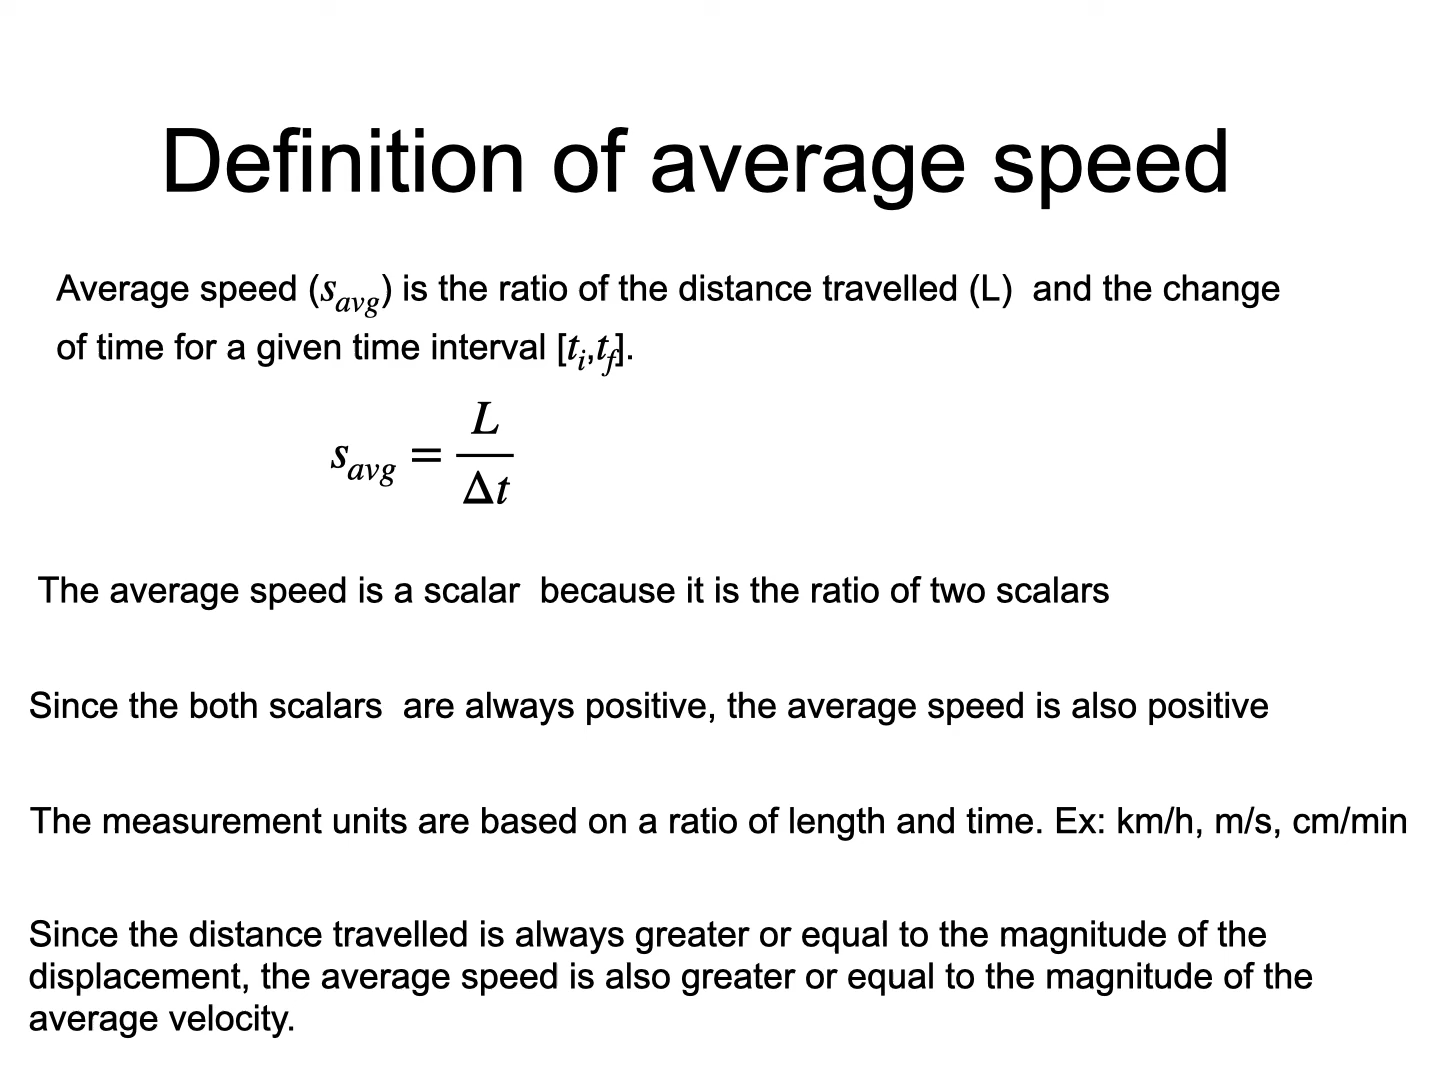 Definition of average speed
Average speed (s_avg) is the ratio of the distance travelled (L)  and the change
of time for a given time interval [t_i,t_f].
s_avg = L/Δt
The average speed is a scalar  because it is the ratio of two scalars
Since the both scalars  are always positive, the average speed is also positive
The measurement units are based on a ratio of length and time. Ex: km/h, m/s, cm/min
Since the distance travelled is always greater or equal to the magnitude of the
displacement, the average speed is also greater or equal to the magnitude of the
average velocity.